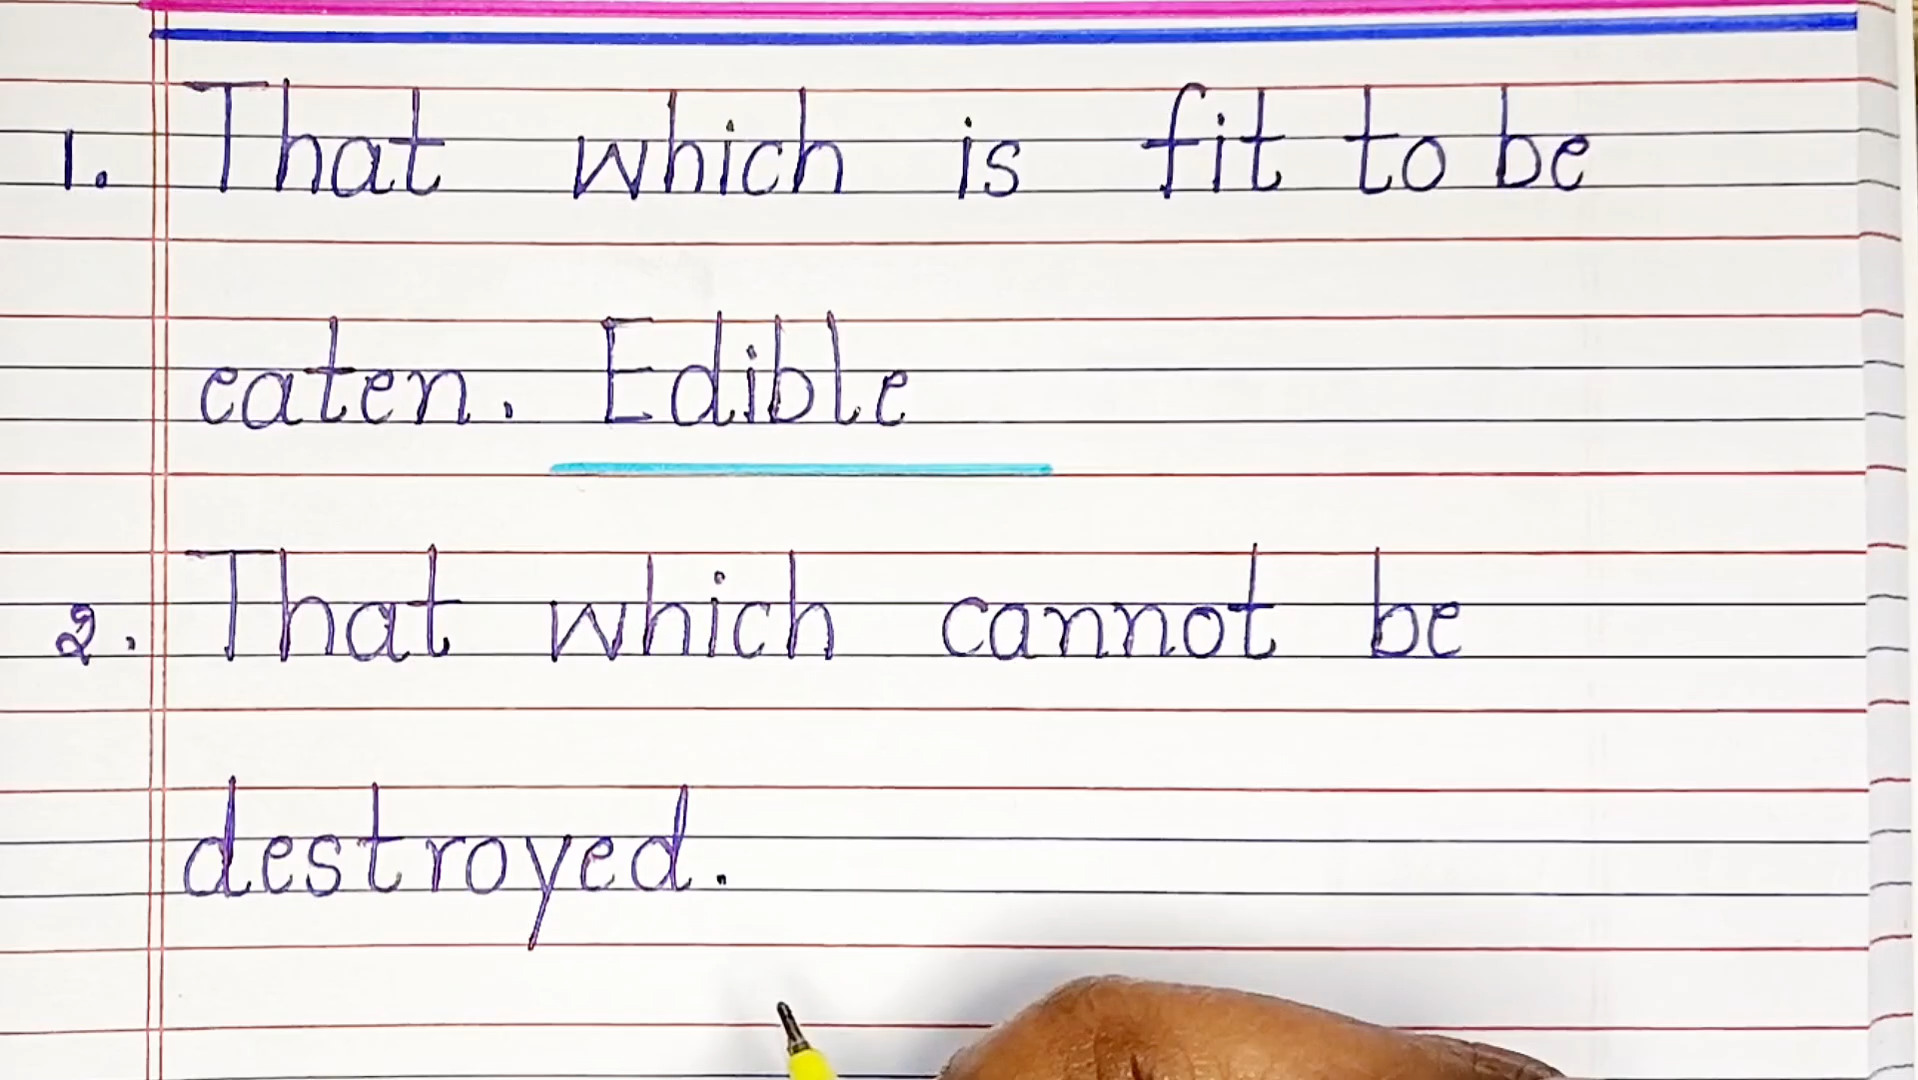 1. That which is fit to be
eaten. Edible
2. That which cannot be
destroyed.